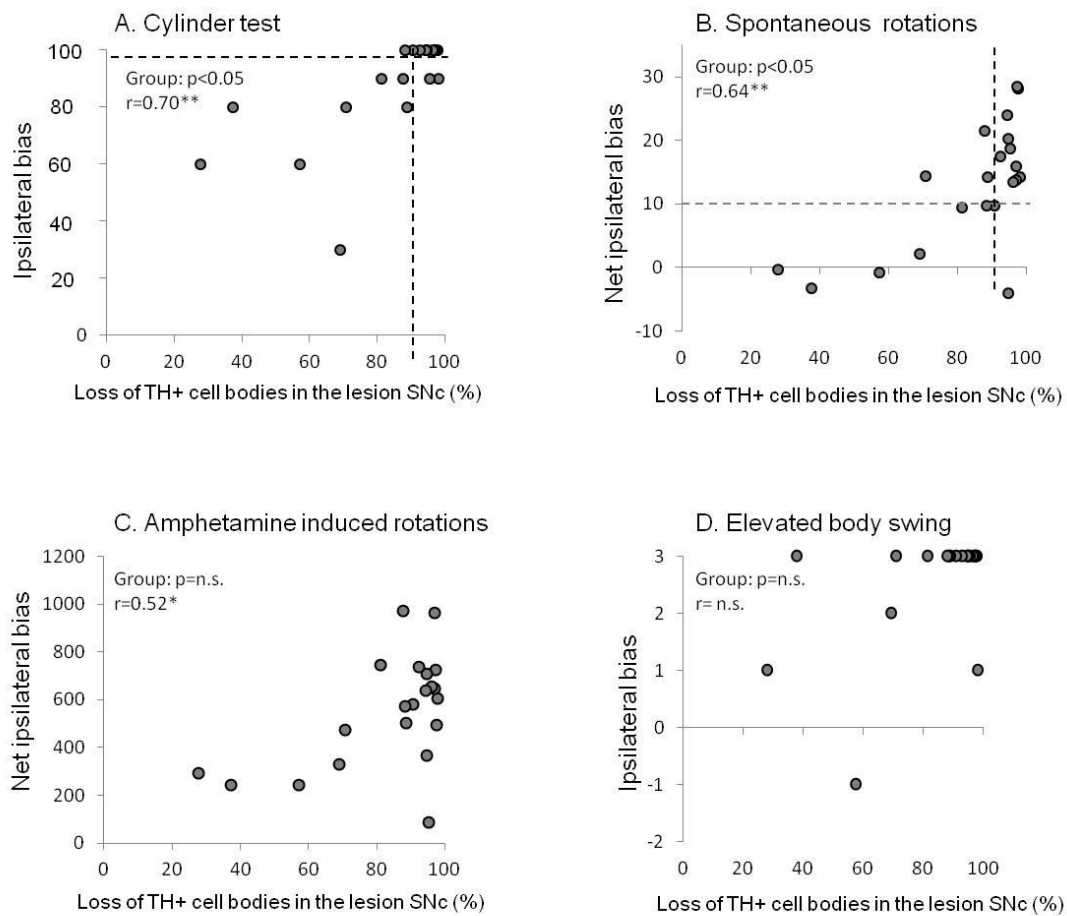 A. Cylinder test
Group: p<0.05
r=0.70**
Ipsilateral bias
100
80
60
40
20
0
0 20 40 60 80 100
Loss of TH+ cell bodies in the lesion SNc (%)
B. Spontaneous rotations
Group: p<0.05
r=0.64**
Net ipsilateral bias
30
20
10
0
-10
0 20 40 60 80 100
Loss of TH+ cell bodies in the lesion SNc (%)
C. Amphetamine induced rotations
Group: p=n.s.
r=0.52*
Net ipsilateral bias
1200
1000
800
600
400
200
0
0 20 40 60 80 100
Loss of TH+ cell bodies in the lesion SNc (%)
D. Elevated body swing
Group: p=n.s.
r= n.s.
Ipsilateral bias
3
2
1
0
-1
-2
0 20 40 60 80 100
Loss of TH+ cell bodies in the lesion SNc (%)